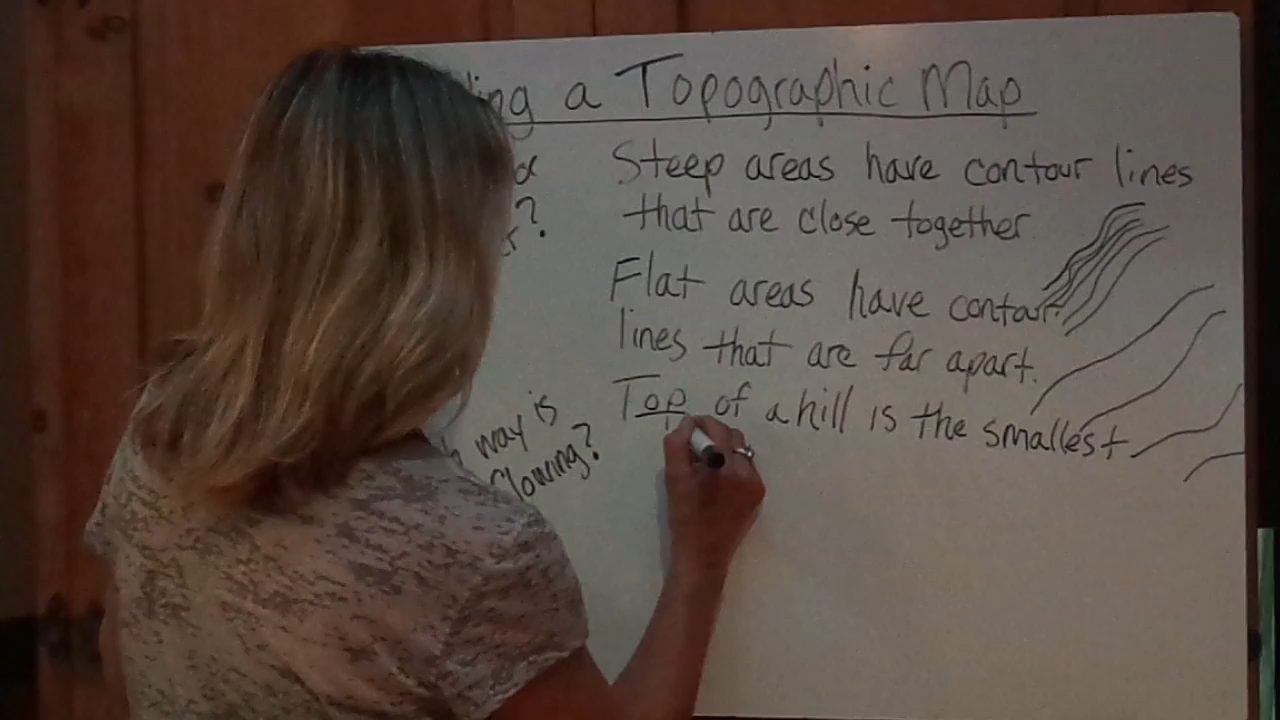 a Topographic Map
?
way is
flowing?
Steep areas have contour lines
that are close together
Flat areas have contour
lines that are far apart.
Top of a hill is the smallest